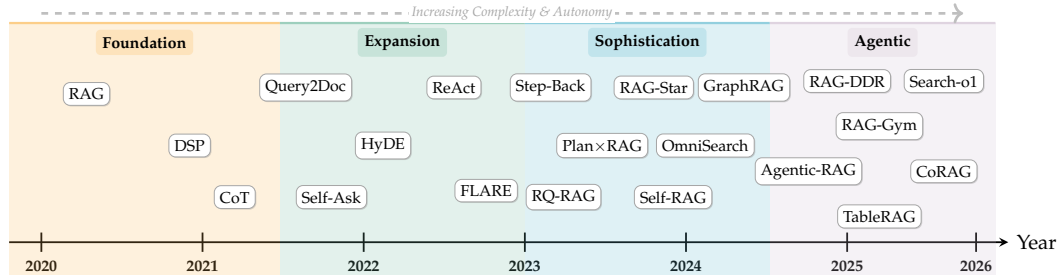 Increasing Complexity & Autonomy
Foundation
Expansion
Sophistication
Agentic
RAG
Query2Doc
ReAct
Step-Back
RAG-Star
GraphRAG
RAG-DDR
Search-o1
RAG-Gym
DSP
HyDE
Plan×RAG
OmniSearch
Agentic-RAG
CoRAG
CoT
Self-Ask
FLARE
RQ-RAG
Self-RAG
TableRAG
Year
2020
2021
2022
2023
2024
2025
2026